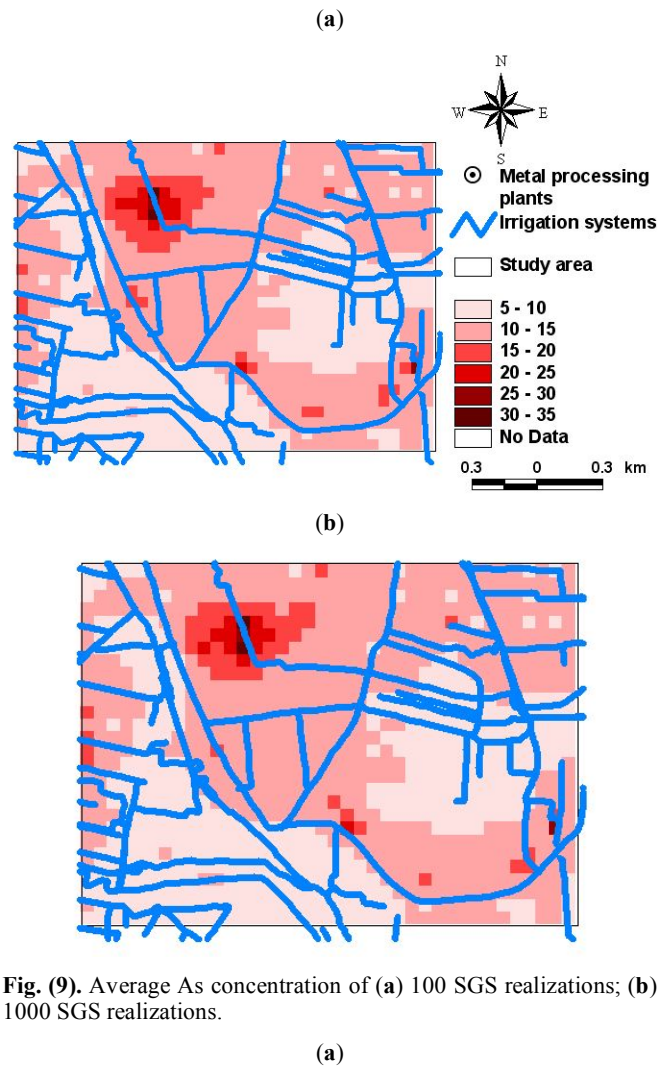 (a)
N
W E
S
Metal processing
plants
Irrigation systems
Study area
5 - 10
10 - 15
15 - 20
20 - 25
25 - 30
30 - 35
No Data
0.3 0 0.3 km
(b)
Fig. (9). Average As concentration of (a) 100 SGS realizations; (b)
1000 SGS realizations.
(a)